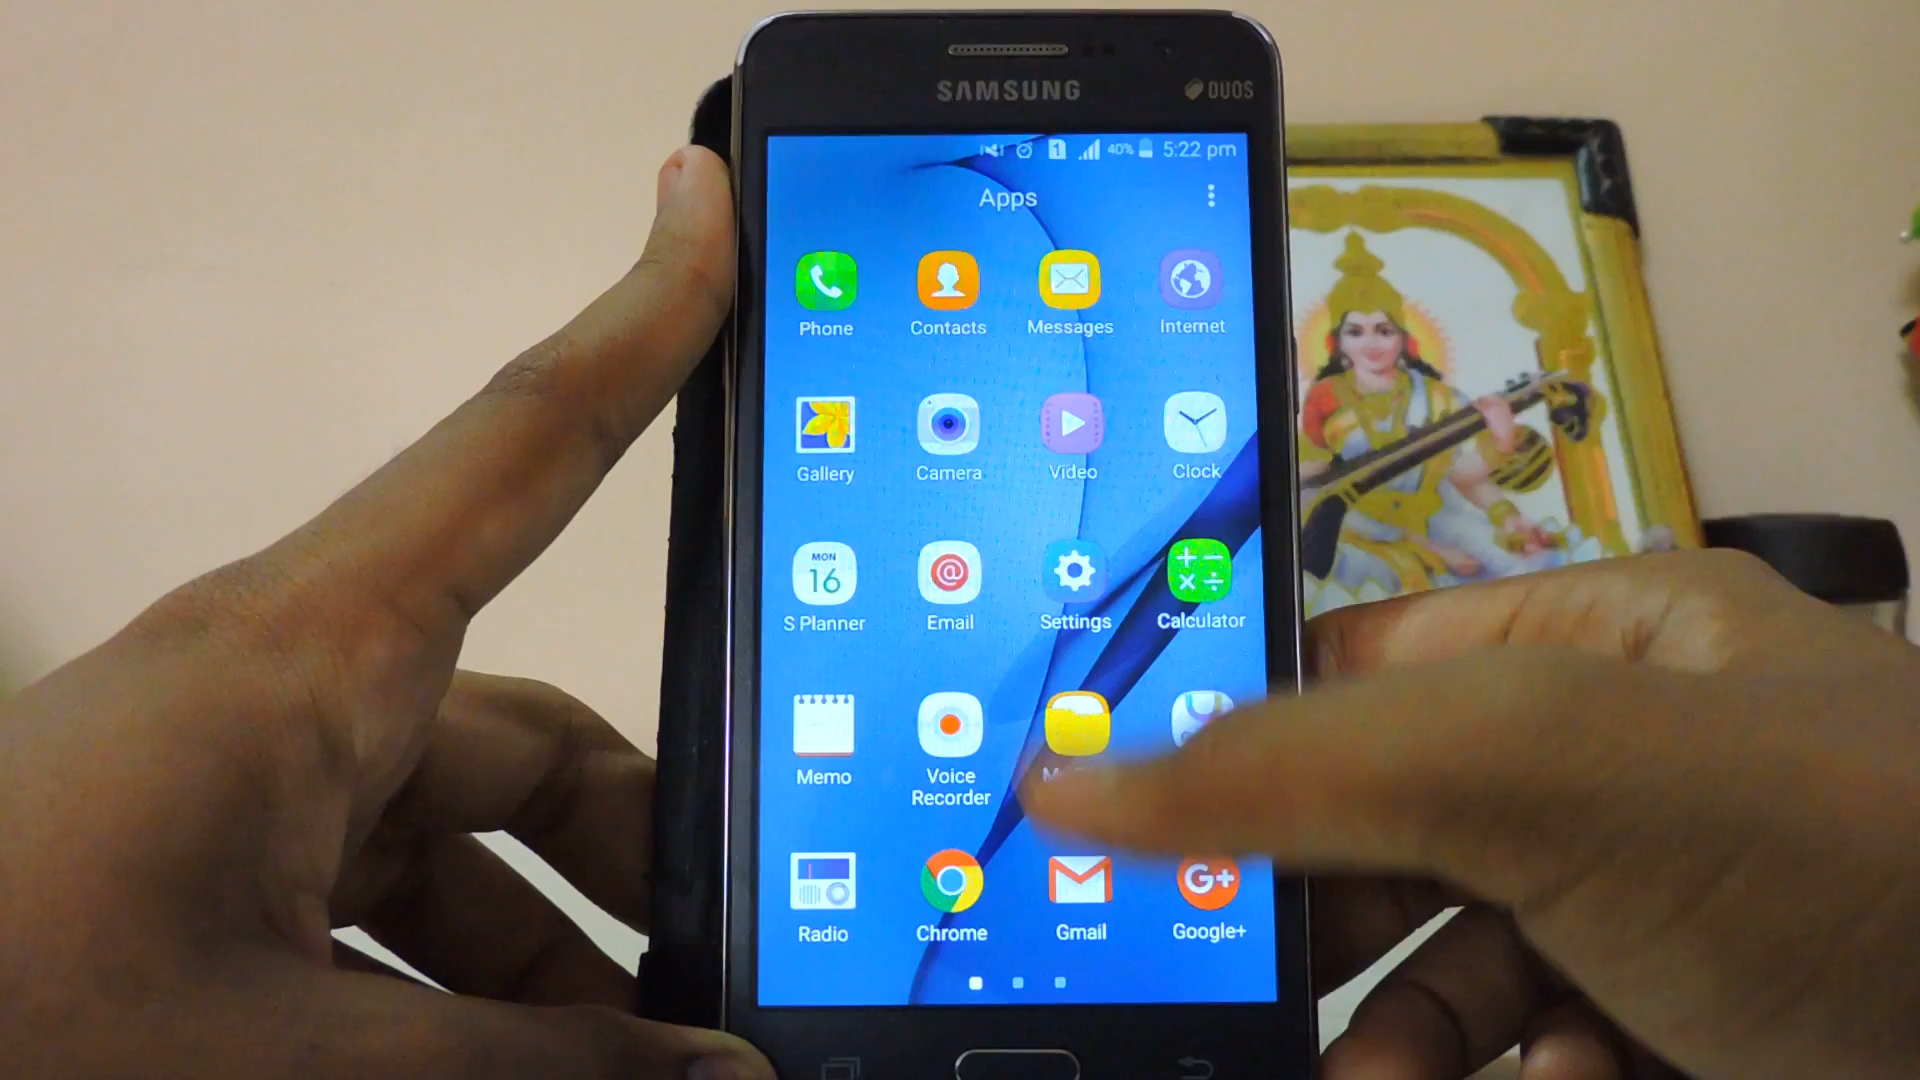 SAMSUNG DUOS
1 40% 5:22 pm
Apps
Phone Contacts Messages Internet
Gallery Camera Video Clock
MON
16
S Planner Email Settings Calculator
Memo Voice
Recorder
G+
Radio Chrome Gmail Google+